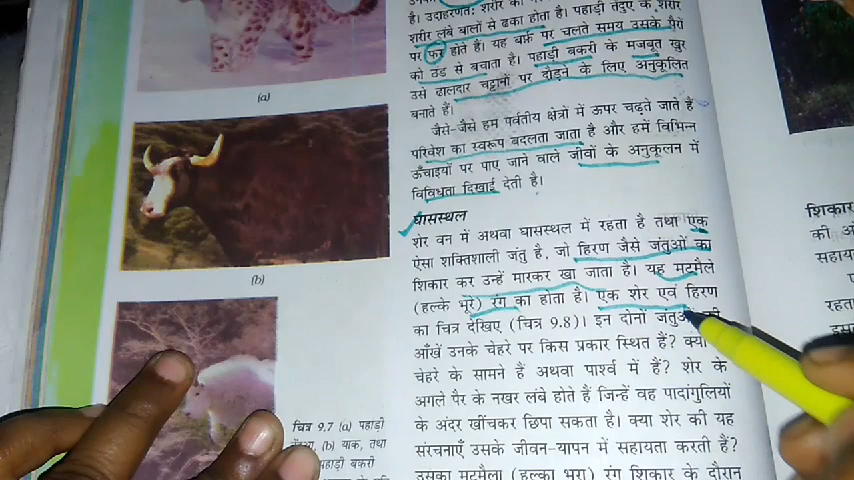 है। उदाहरणतः शरीर
शरीर लंबे बालों से ढका होता है। पहाड़ी तेंदुए के शरीर
पर फर होते हैं। यह बर्फ़ पर चलते समय उसके पैरों
को ठंड से बचाता है। पहाड़ी बकरी के मजबूत खुर
उसे ढालदार चट्टानों पर दौड़ने के लिए अनुकूलित
बनाते हैं।
जैसे-जैसे हम पर्वतीय क्षेत्रों में ऊपर चढ़ते जाते हैं
परिवेश का स्वरूप बदलता जाता है और हमें विभिन्न
ऊँचाइयों पर पाए जाने वाले जीवों के अनुकूलन में
विविधता दिखाई देती है।
घासस्थल
शेर वन में अथवा घासस्थल में रहता है तथा एक
ऐसा शक्तिशाली जंतु है, जो हिरण जैसे जंतुओं का
शिकार कर उन्हें मारकर खा जाता है। यह मटमैले
(हल्के भूरे) रंग का होता है। एक शेर एवं हिरण
का चित्र देखिए (चित्र 9.8)। इन दोनों
आँखें उनके चेहरे पर किस प्रकार स्थित हैं? क्या
चेहरे के सामने हैं अथवा पार्श्व में हैं? शेर के
अगले पैर के नखर लंबे होते हैं जिन्हें वह पादांगुलियों
के अंदर खींचकर छिपा सकता है। क्या शेर की यह
संरचनाएँ उसके जीवन-यापन में सहायता करती हैं?
उसका मटमैला (हल्का भूरा) रंग शिकार के दौरान
(a)
(b)
चित्र 9.7 (a) पहाड़ी
(b) याक, तथा
पहाड़ी बकरी
शिकार
की
सहाय
रहत